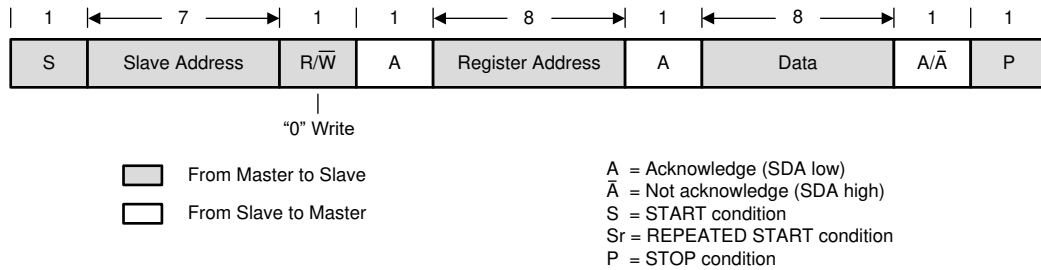 1 7 1 1 8 1 8 1 1
S Slave Address R/W̅ A Register Address A Data A/A̅ P
“0” Write
From Master to Slave
From Slave to Master
A = Acknowledge (SDA low)
A̅ = Not acknowledge (SDA high)
S = START condition
Sr = REPEATED START condition
P = STOP condition